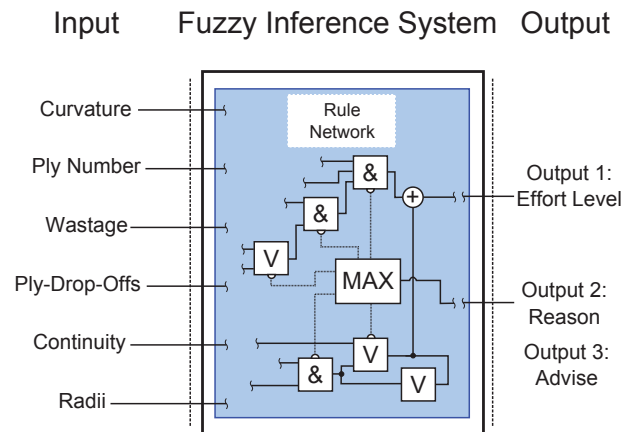 Input Fuzzy Inference System Output
Curvature
Ply Number
Wastage
Ply-Drop-Offs
Continuity
Radii
Rule
Network
&
&
V
MAX
V
&
V
+
Output 1:
Effort Level
Output 2:
Reason
Output 3:
Advise